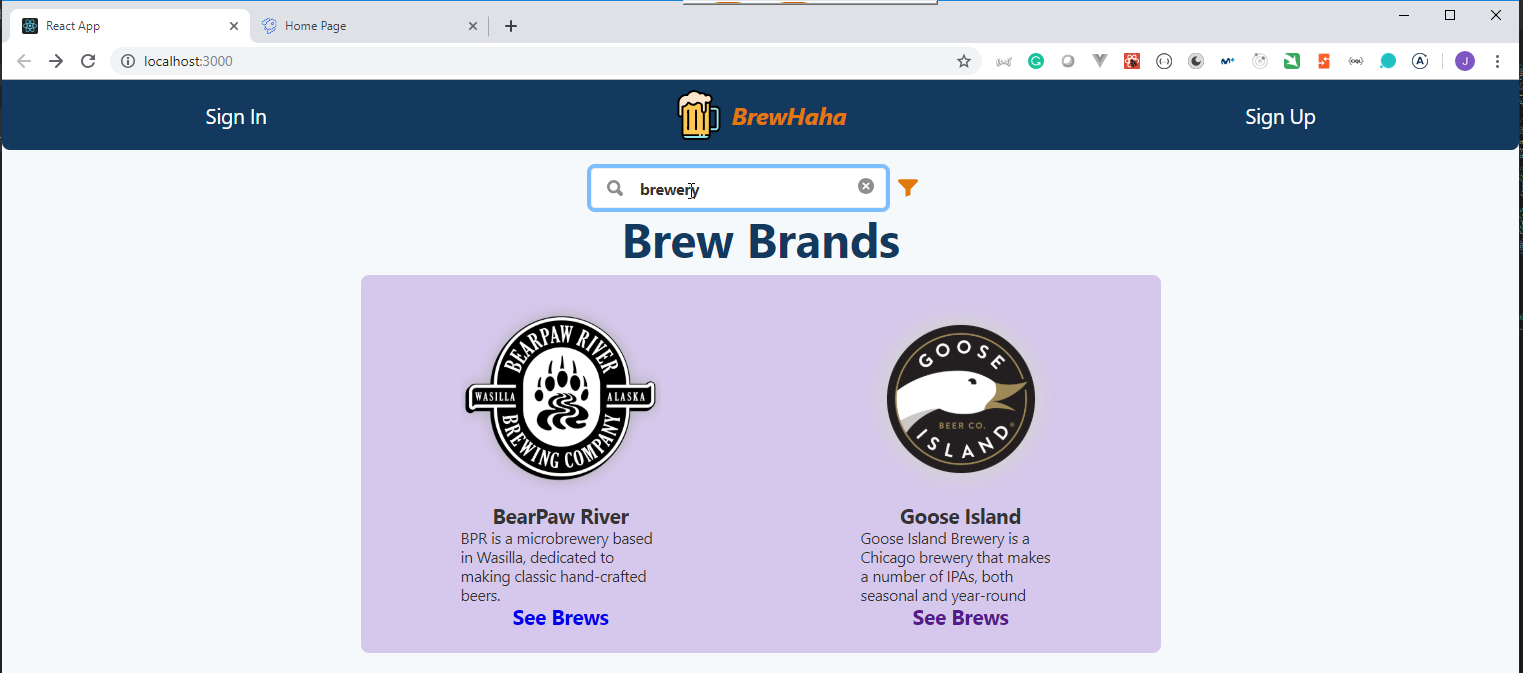 React App
Home Page
localhost:3000
J
Sign In
BrewHaha
Sign Up
brewery
Brew Brands
BEARPAW RIVER
WASILLA
ALASKA
BREWING COMPANY
GOOSE
BEER CO.
ISLAND
BearPaw River
Goose Island
BPR is a microbrewery based
in Wasilla, dedicated to
making classic hand-crafted
beers.
Goose Island Brewery is a
Chicago brewery that makes
a number of IPAs, both
seasonal and year-round
See Brews
See Brews